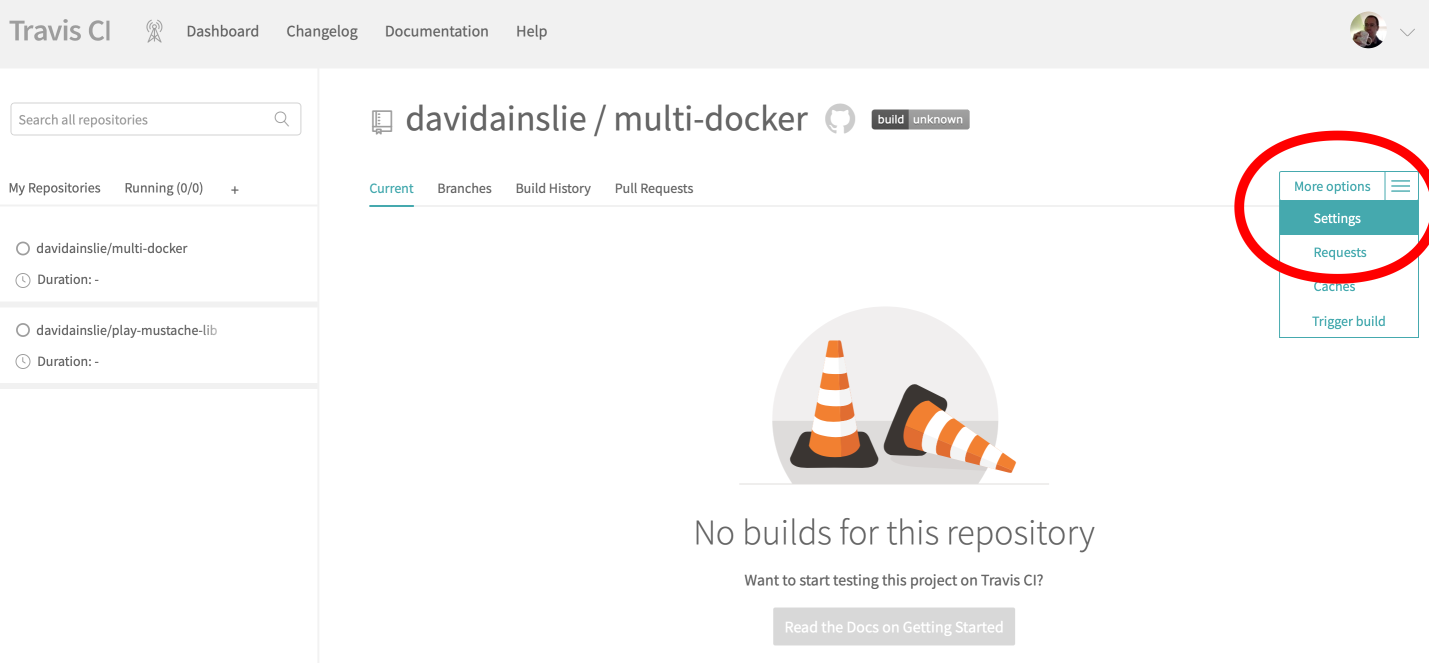 Travis CI Dashboard Changelog Documentation Help
Search all repositories
My Repositories Running (0/0) +
davidainslie/multi-docker
Duration: -
davidainslie/play-mustache-lib
Duration: -
davidainslie / multi-docker build unknown
Current Branches Build History Pull Requests
More options
Settings
Requests
Caches
Trigger build
No builds for this repository
Want to start testing this project on Travis CI?
Read the Docs on Getting Started